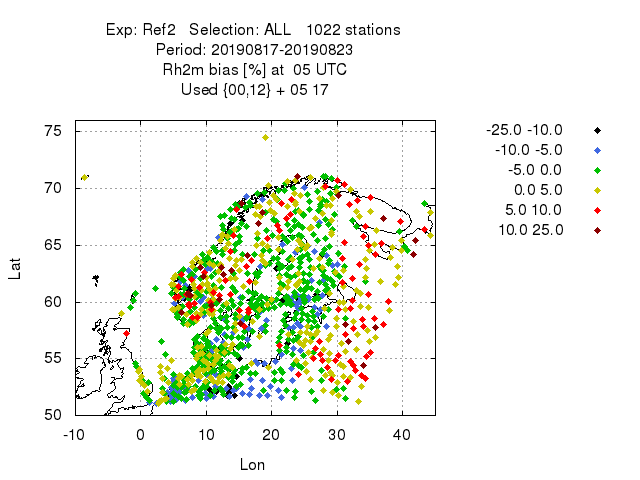 Exp: Ref2 Selection: ALL 1022 stations
Period: 20190817-20190823
Rh2m bias [%] at 05 UTC
Used {00,12} + 05 17
-25.0 -10.0
-10.0 -5.0
-5.0 0.0
0.0 5.0
5.0 10.0
10.0 25.0
75
70
65
60
55
50
Lat
-10 0 10 20 30 40
Lon